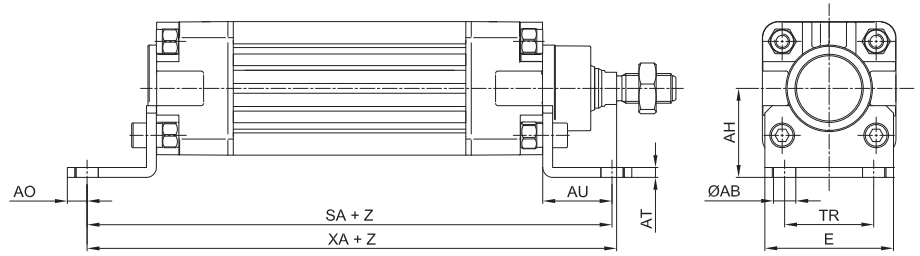 AO
AU
AT
SA + Z
XA + Z
AH
ØAB
TR
E